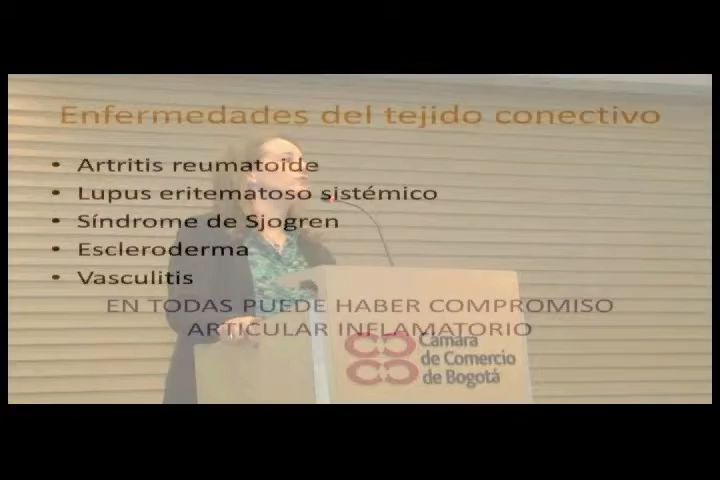 Enfermedades del tejido conectivo
• Artritis reumatoide
• Lupus eritematoso sistémico
• Síndrome de Sjogren
• Escleroderma
• Vasculitis
EN TODAS PUEDE HABER COMPROMISO
ARTICULAR INFLAMATORIO
Cámara
de Comercio
de Bogotá